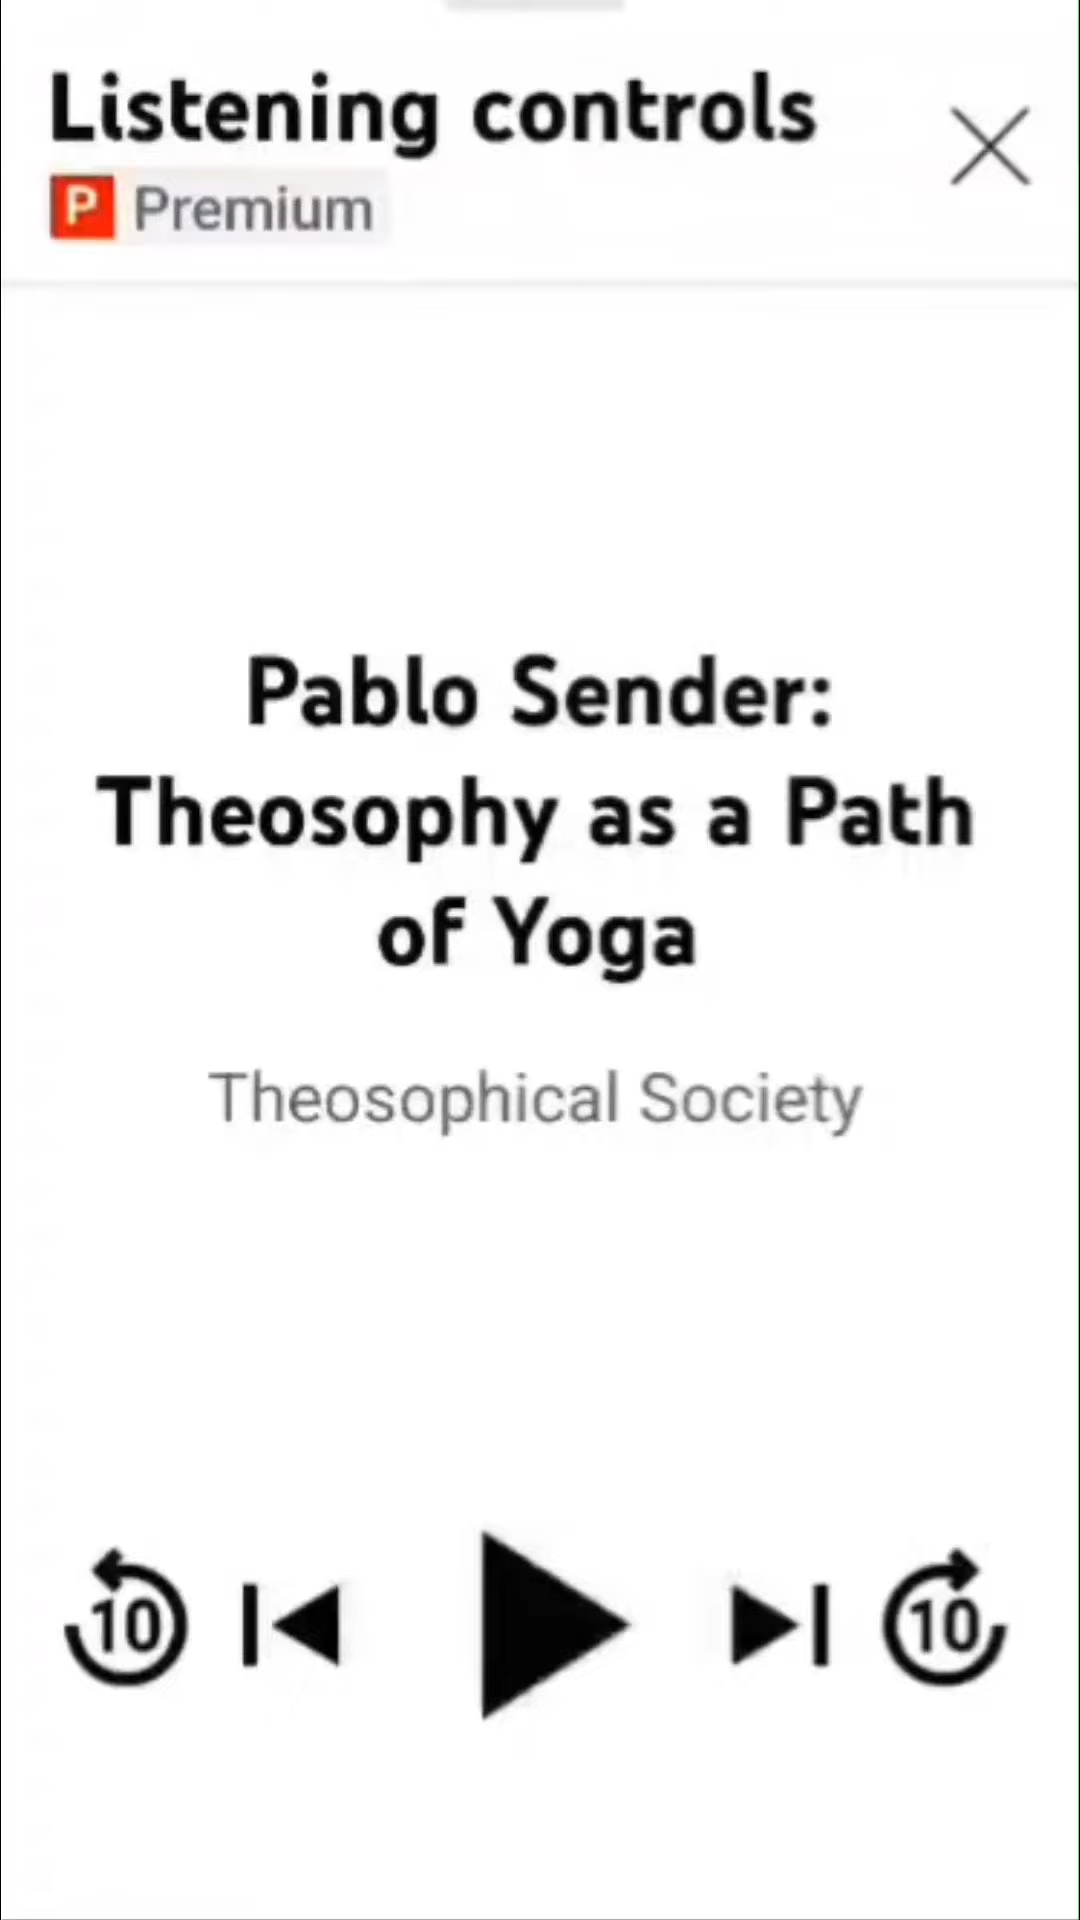 Listening controls
P Premium
Pablo Sender:
Theosophy as a Path
of Yoga
Theosophical Society
10 10